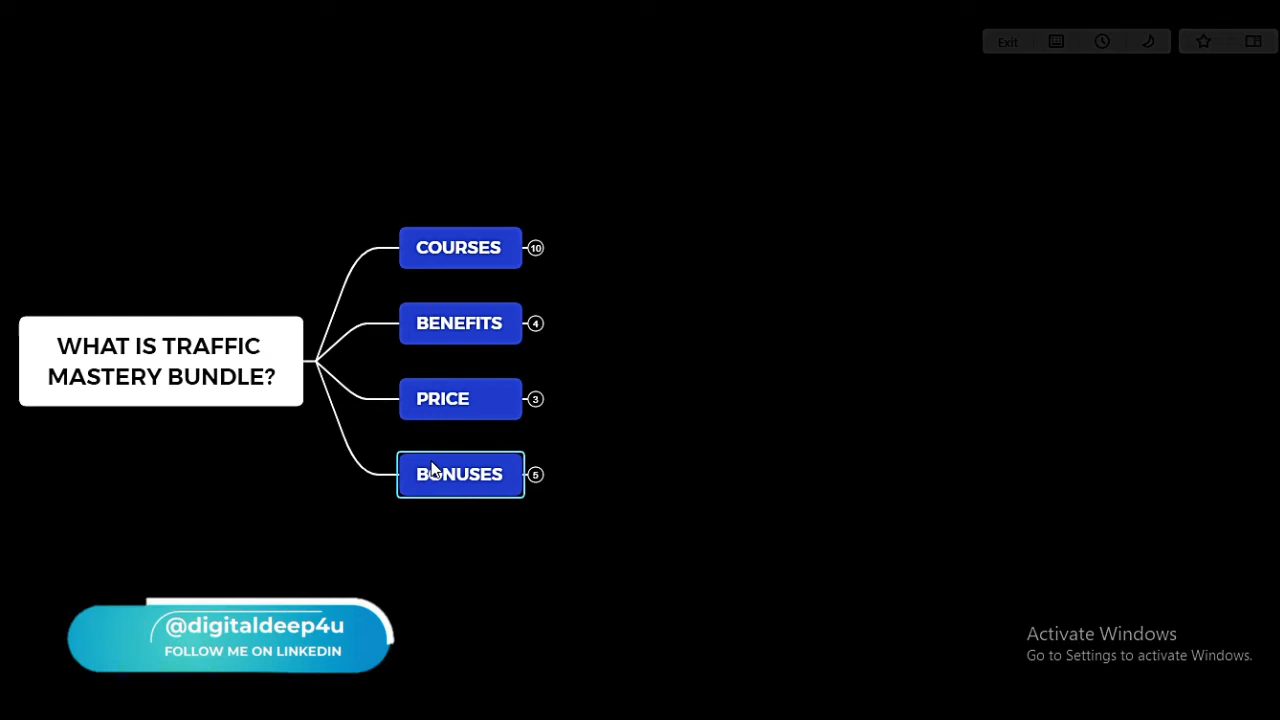 Exit
COURSES 10
WHAT IS TRAFFIC
MASTERY BUNDLE?
BENEFITS 4
PRICE 3
BONUSES 5
@digitaldeep4u
FOLLOW ME ON LINKEDIN
Activate Windows
Go to Settings to activate Windows.